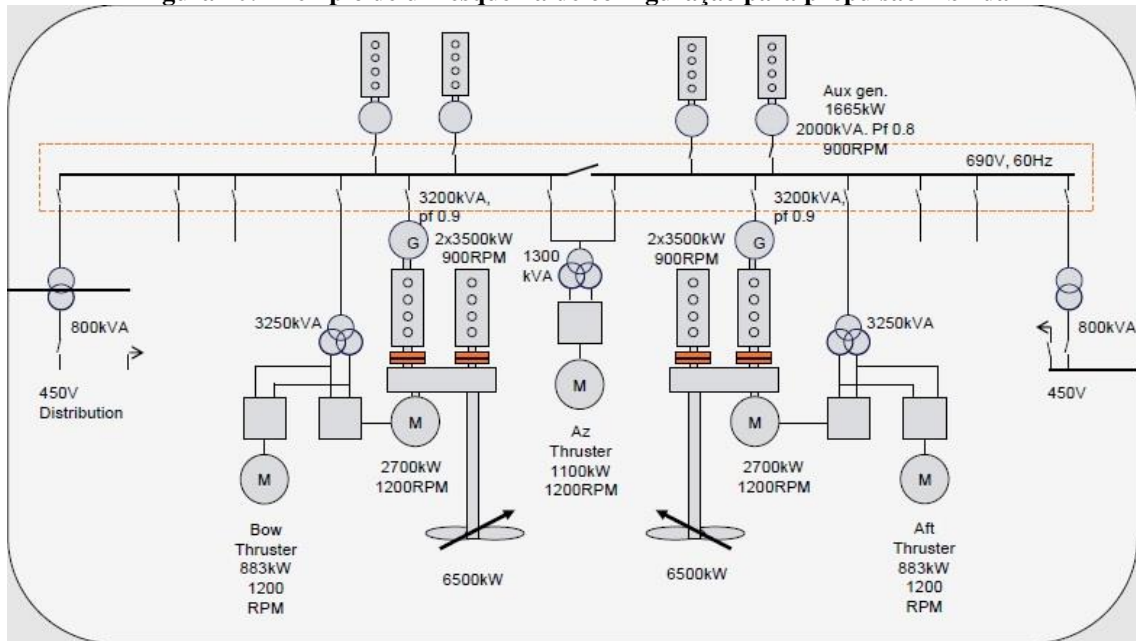 Aux gen.
1665kW
2000kVA. Pf 0.8
900RPM
690V, 60Hz
3200kVA,
pf 0.9
3200kVA,
pf 0.9
G
2x3500kW
900RPM
1300
kVA
2x3500kW
900RPM
G
800kVA
3250kVA
3250kVA
800kVA
450V
Distribution
M
M
M
450V
2700kW
1200RPM
Az
Thruster
1100kW
1200RPM
2700kW
1200RPM
M
M
Bow
Thruster
883kW
1200
RPM
6500kW
6500kW
Aft
Thruster
883kW
1200
RPM